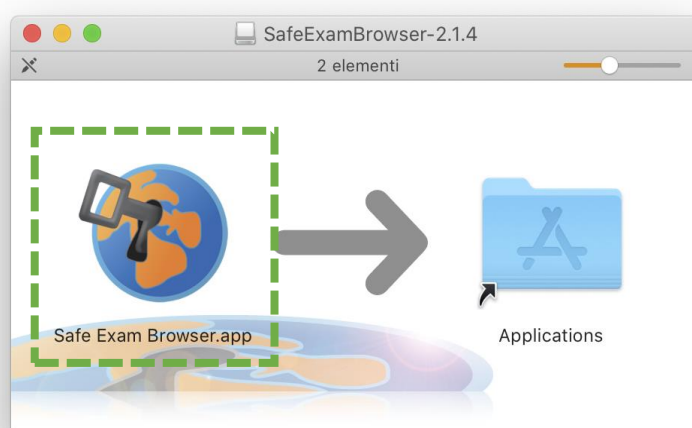 SafeExamBrowser-2.1.4
2 elementi
Safe Exam Browser.app
Applications